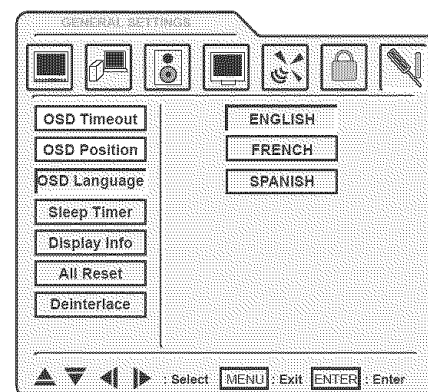 GENERAL SETTINGS
OSD Timeout
OSD Position
OSD Language
Sleep Timer
Display Info
All Reset
Deinterlace
ENGLISH
FRENCH
SPANISH
: Select MENU : Exit ENTER : Enter